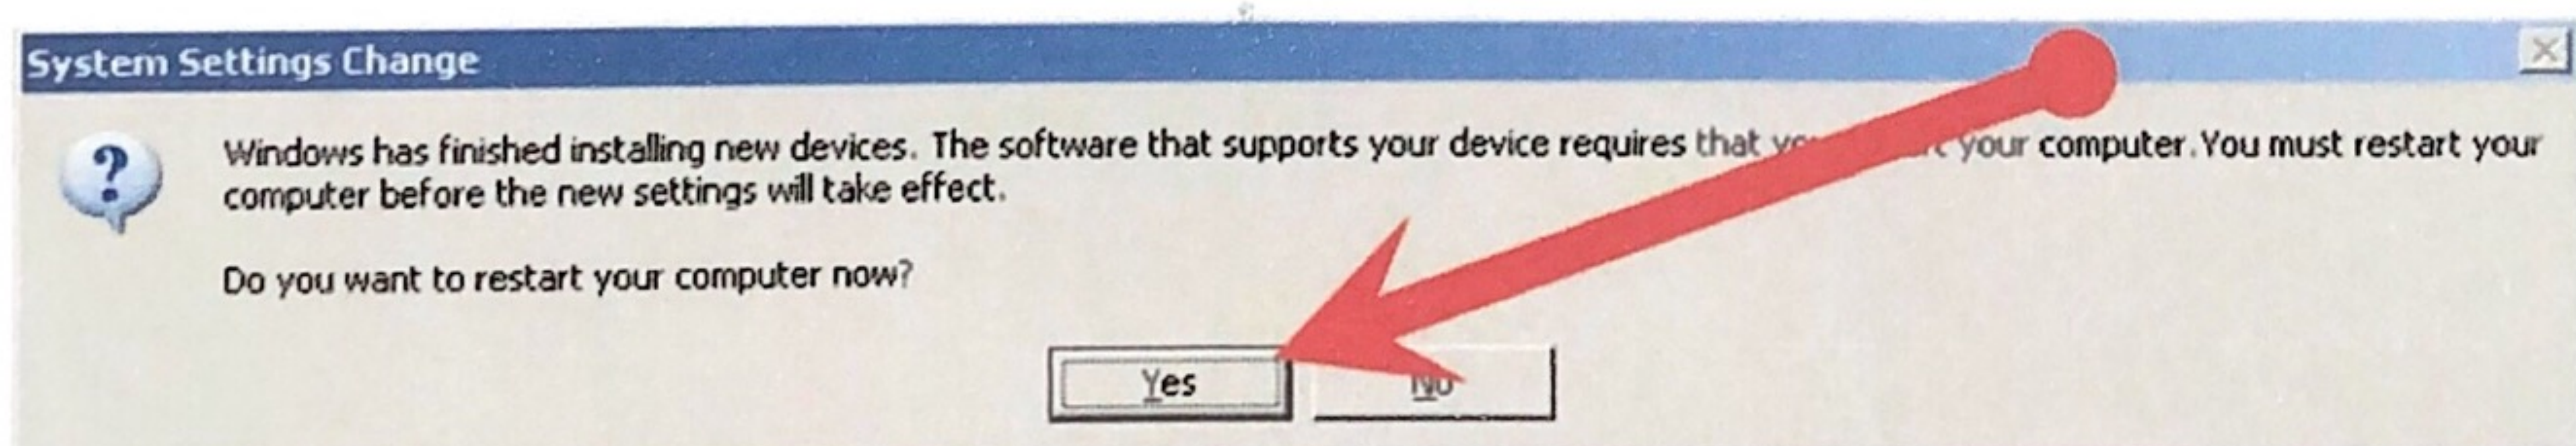 System Settings Change
Windows has finished installing new devices. The software that supports your device requires that your computer. You must restart your
computer before the new settings will take effect.
Do you want to restart your computer now?
Yes
No